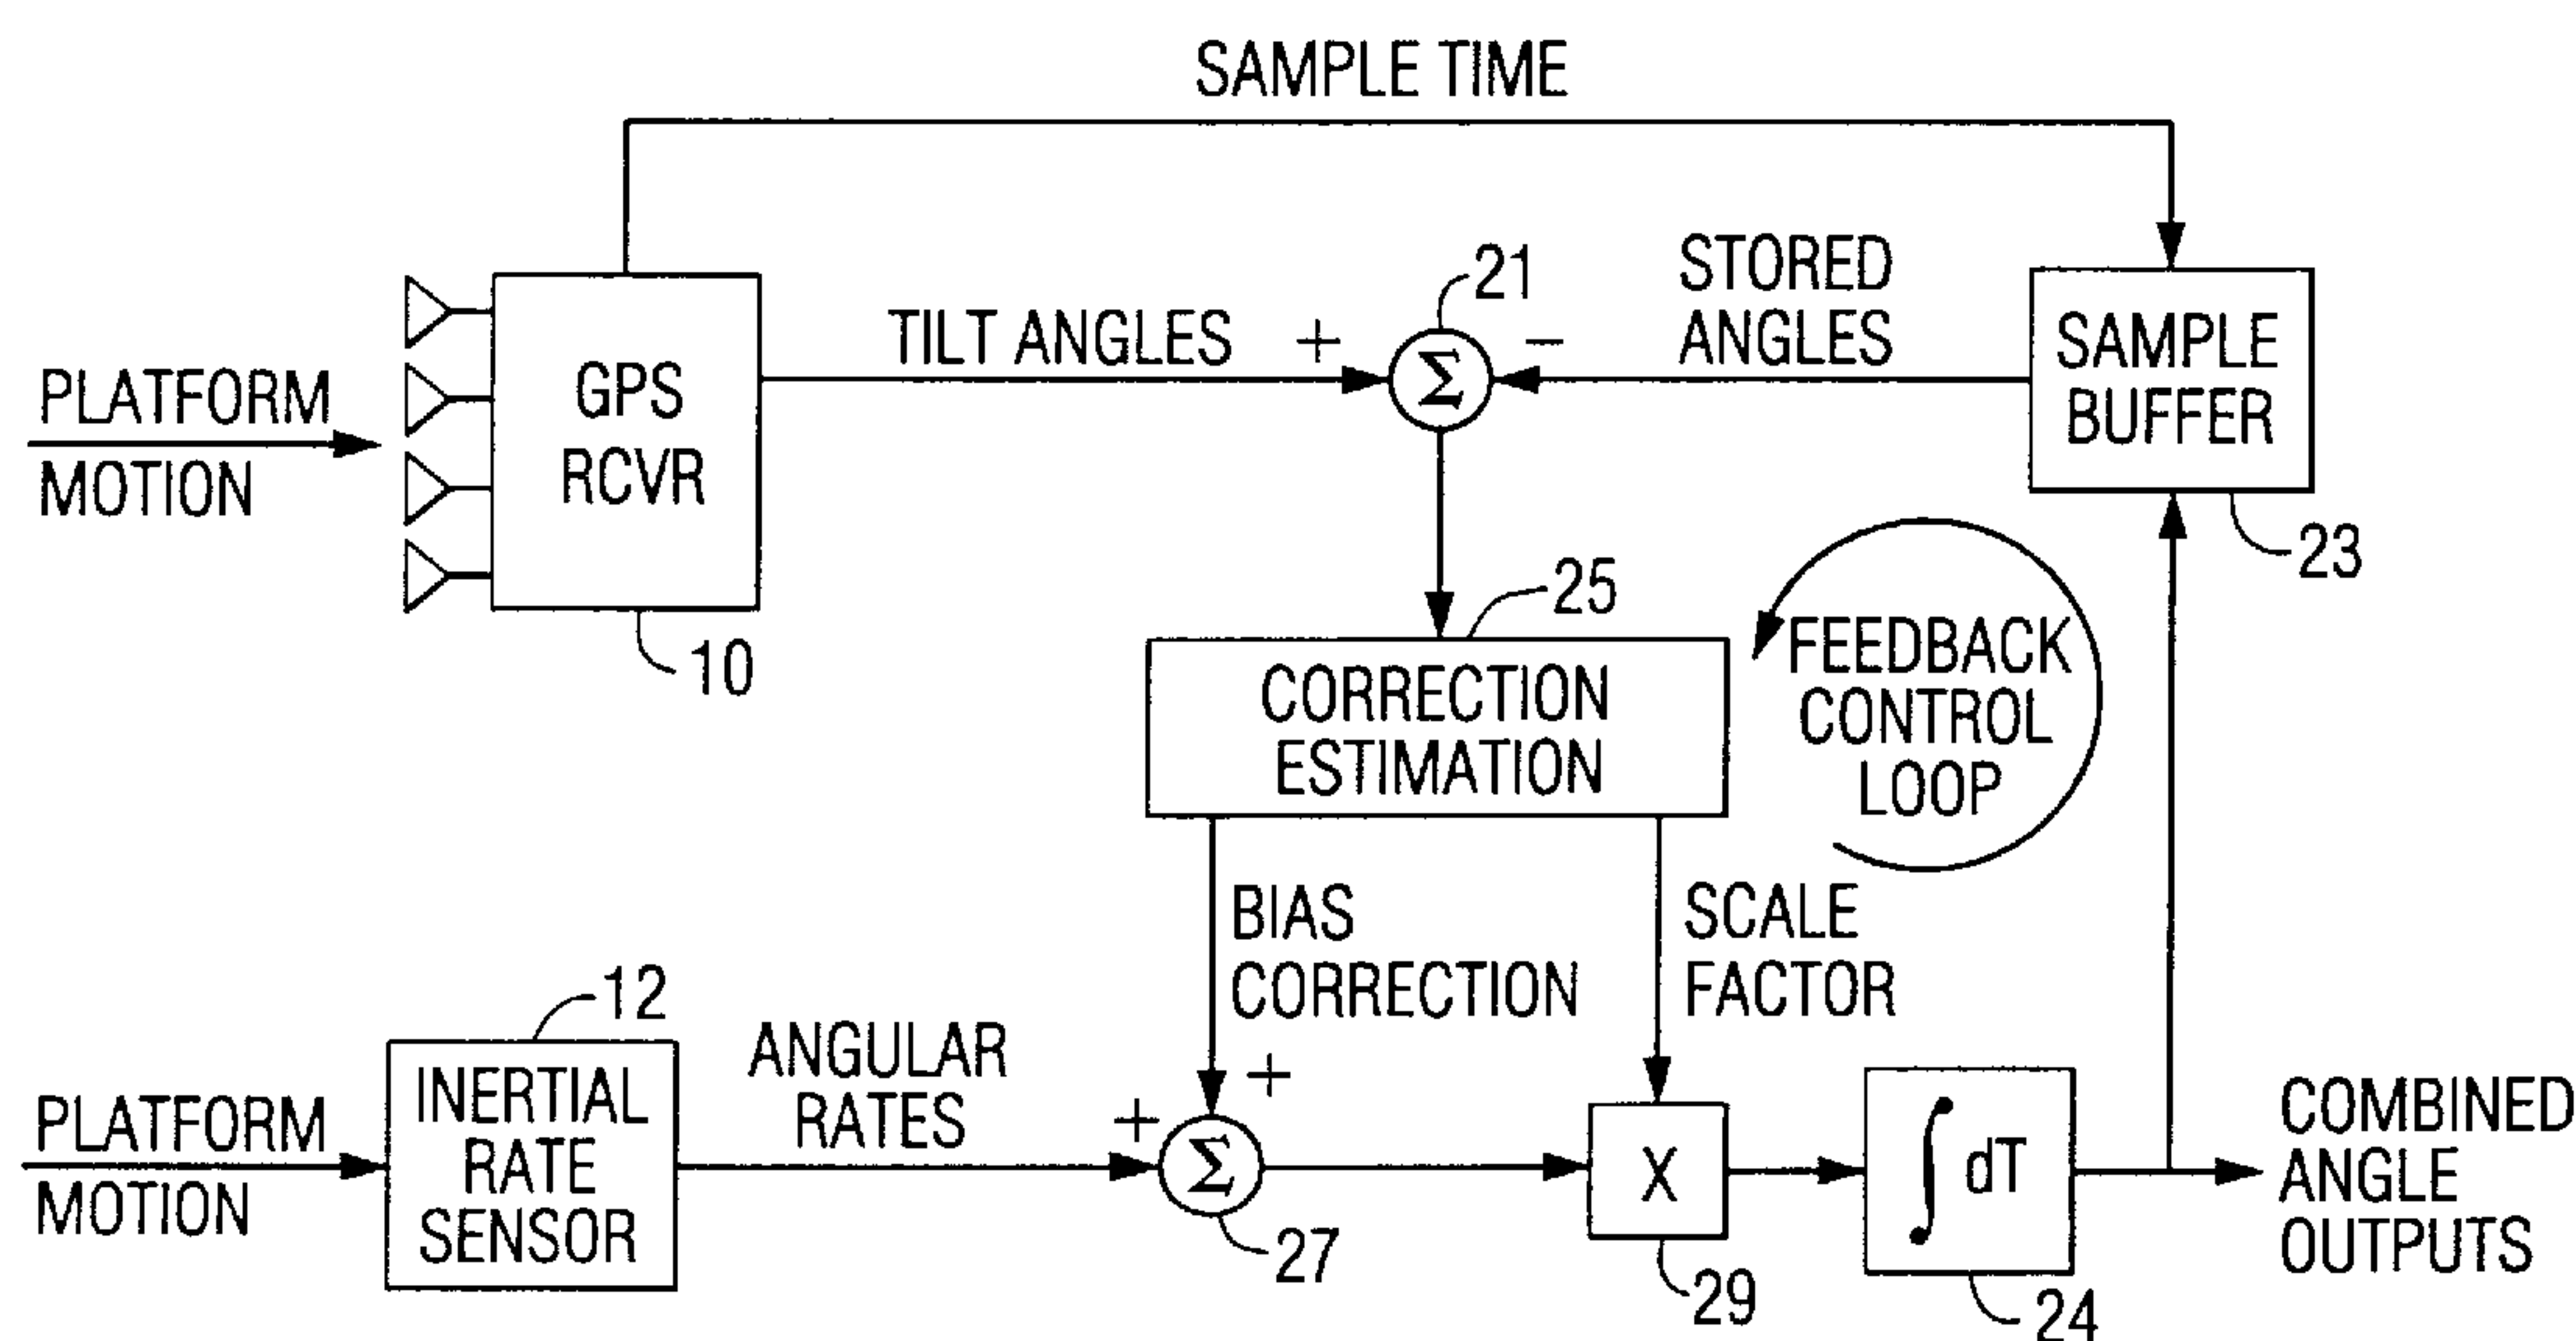 SAMPLE TIME
PLATFORM
MOTION
GPS
RCVR
10
TILT ANGLES
+
Σ
21
−
STORED
ANGLES
SAMPLE
BUFFER
23
25
CORRECTION
ESTIMATION
FEEDBACK
CONTROL
LOOP
BIAS
CORRECTION
SCALE
FACTOR
PLATFORM
MOTION
12
INERTIAL
RATE
SENSOR
ANGULAR
RATES
+
+
Σ
27
X
29
∫ dT
24
COMBINED
ANGLE
OUTPUTS